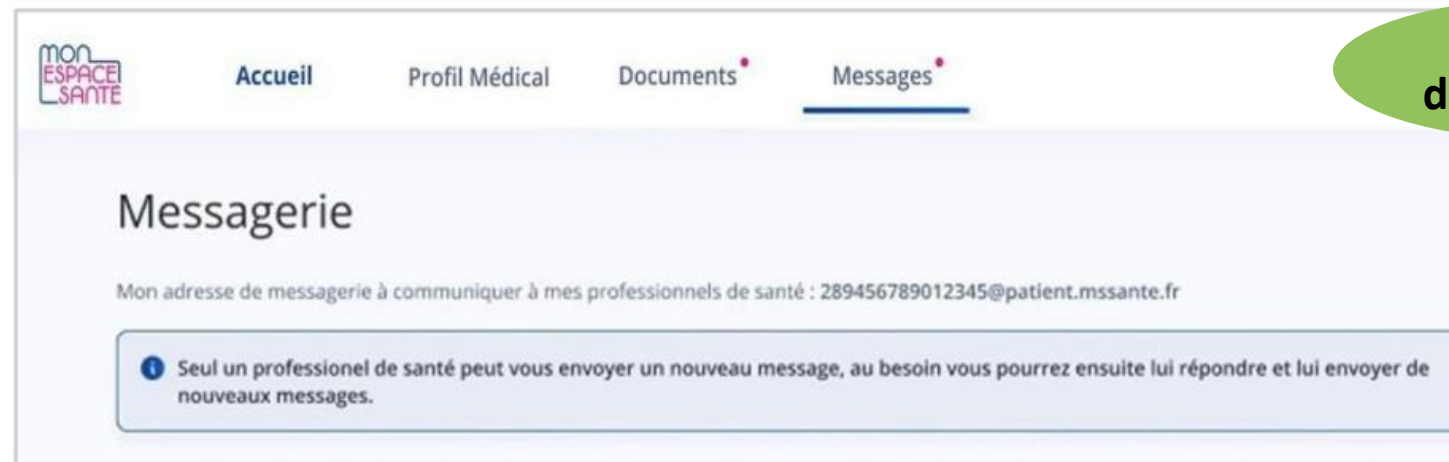 MON
ESPACE
SANTE
Accueil Profil Médical Documents Messages
Messagerie
Mon adresse de messagerie à communiquer à mes professionnels de santé : 289456789012345@patient.mssante.fr
Seul un professionel de santé peut vous envoyer un nouveau message, au besoin vous pourrez ensuite lui répondre et lui envoyer de
nouveaux messages.